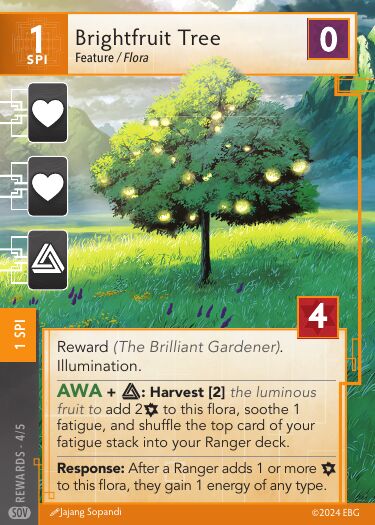 1
SPI
Brightfruit Tree
0
Feature / Flora
4
1 SPI
Reward (The Brilliant Gardener).
Illumination.
AWA + : Harvest [2] the luminous
fruit to add 2 to this flora, soothe 1
fatigue, and shuffle the top card of your
fatigue stack into your Ranger deck.
Response: After a Ranger adds 1 or more
to this flora, they gain 1 energy of any type.
SOV REWARDS - 4/5
Jajang Sopandi
©2024 EBG